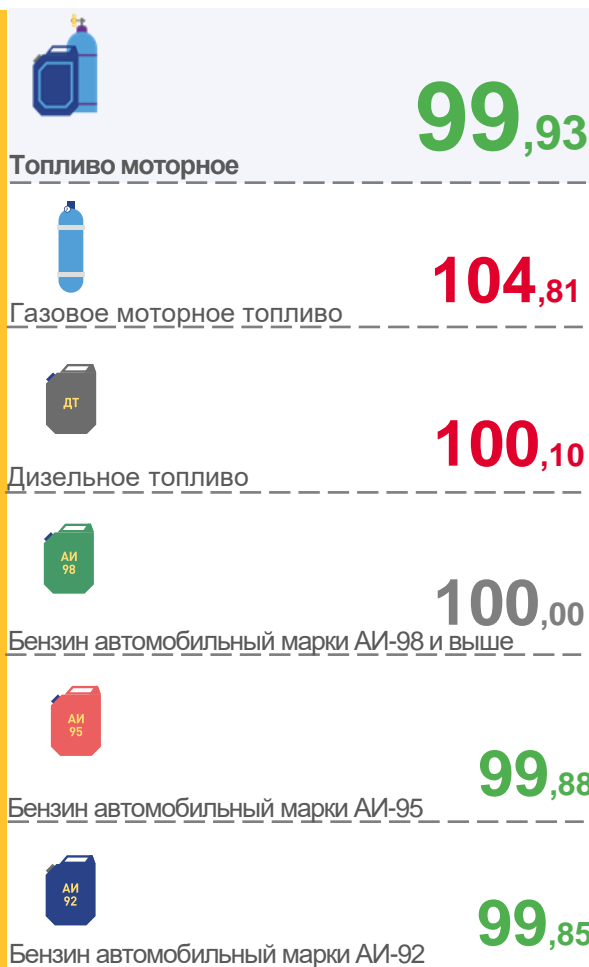 99,93
Топливо моторное
104,81
Газовое моторное топливо
ДТ
100,10
Дизельное топливо
АИ
98
100,00
Бензин автомобильный марки АИ-98 и выше
АИ
95
99,88
Бензин автомобильный марки АИ-95
АИ
92
99,85
Бензин автомобильный марки АИ-92